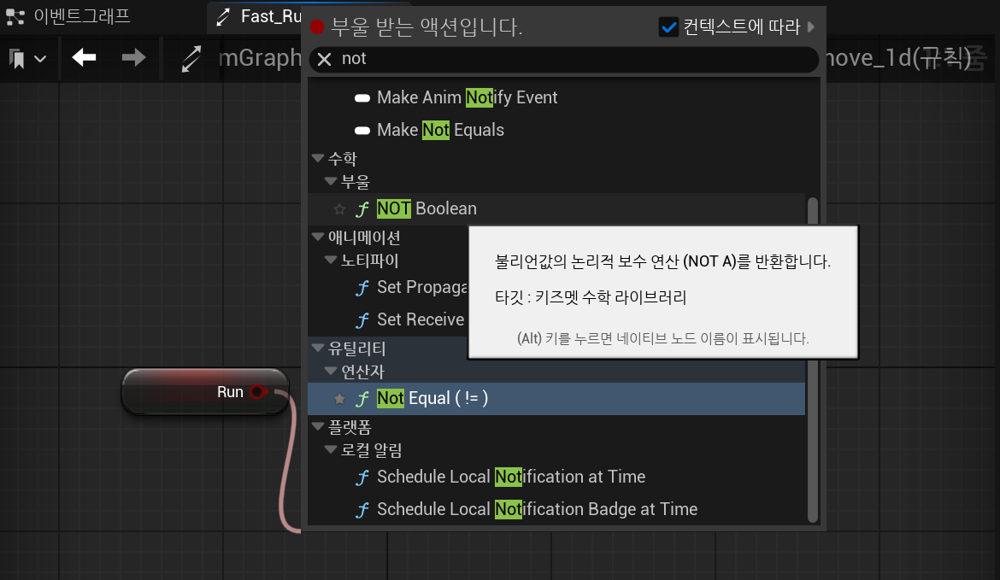 이벤트그래프
Fast_Ru
부울 받는 액션입니다.
컨텍스트에 따라
mGraph
move_1d(규칙)
not
Make Anim Notify Event
Make Not Equals
수학
부울
NOT Boolean
애니메이션
노티파이
Set Propaga
Set Receive
불리언값의 논리적 보수 연산 (NOT A)를 반환합니다.
타깃 : 키즈멧 수학 라이브러리
(Alt) 키를 누르면 네이티브 노드 이름이 표시됩니다.
유틸리티
연산자
Not Equal ( != )
Run
플랫폼
로컬 알림
Schedule Local Notification at Time
Schedule Local Notification Badge at Time